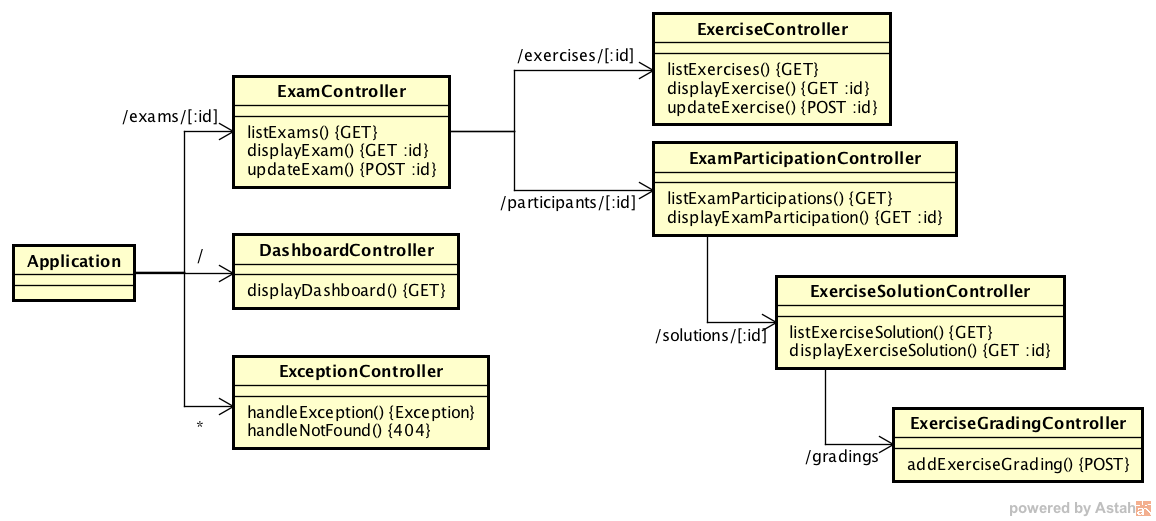 ExerciseController
/exercises/[:id]
listExercises() {GET}
displayExercise() {GET :id}
updateExercise() {POST :id}
ExamController
/exams/[:id]
listExams() {GET}
displayExam() {GET :id}
updateExam() {POST :id}
ExamParticipationController
/participants/[:id]
listExamParticipations() {GET}
displayExamParticipation() {GET :id}
Application
/
DashboardController
displayDashboard() {GET}
ExerciseSolutionController
/solutions/[:id]
listExerciseSolution() {GET}
displayExerciseSolution() {GET :id}
ExceptionController
*
handleException() {Exception}
handleNotFound() {404}
ExerciseGradingController
/gradings
addExerciseGrading() {POST}
powered by Astah